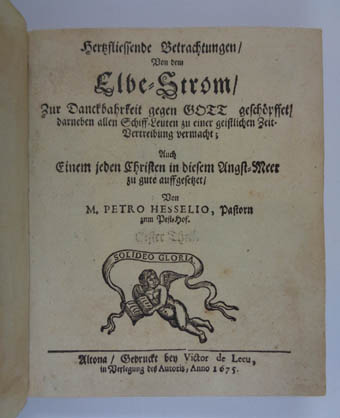 Hertzfliessende Betrachtungen/
Von dem
Elbe-Strom/
Zur Danckbahrkeit gegen GOTT geschöpffet/
darneben allen Schiff-Leuten zu einer geistlichen Zeit-
Vertreibung vermacht;
Auch
Einem jeden Christen in diesem Angst-Meer
zu gute auffgesetzet/
Von
M. PETRO HESSELIO, Pastorn
zum Pest-Hof.
Erster Theil.
SOLI DEO GLORIA
Altona/ Gedruckt bey Victor de Leeu,
in Verlegung des Autoris, Anno 1675.